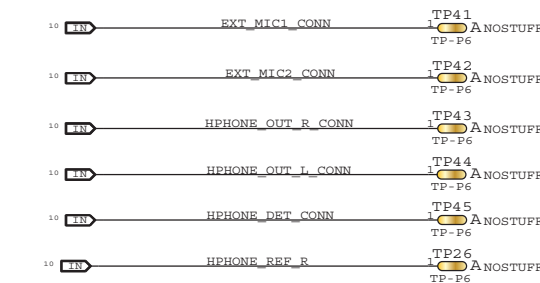 TP41
10 IN EXT_MIC1_CONN 1 A NOSTUFF
TP-P6
TP42
10 IN EXT_MIC2_CONN 1 A NOSTUFF
TP-P6
TP43
10 IN HPHONE_OUT_R_CONN 1 A NOSTUFF
TP-P6
TP44
10 IN HPHONE_OUT_L_CONN 1 A NOSTUFF
TP-P6
TP45
10 IN HPHONE_DET_CONN 1 A NOSTUFF
TP-P6
TP26
10 IN HPHONE_REF_R 1 A NOSTUFF
TP-P6